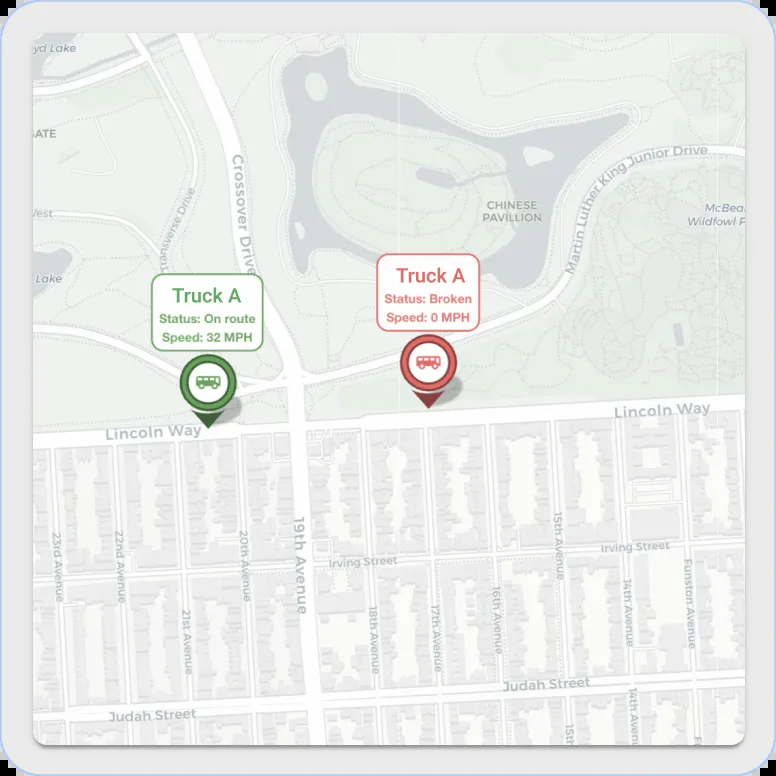 yd Lake
GATE
Crossover Drive
Martin Luther King Junior Drive
CHINESE
PAVILLION
McBea
Wildfowl P
West
Transverse Drive
Lake
Truck A
Status: On route
Speed: 32 MPH
Truck A
Status: Broken
Speed: 0 MPH
Lincoln Way
Lincoln Way
23rd Avenue
22nd Avenue
21st Avenue
20th Avenue
19th Avenue
18th Avenue
17th Avenue
16th Avenue
15th Avenue
14th Avenue
Funston Avenue
Irving Street
Irving Street
Judah Street
Judah Street
15th
14th Avenu